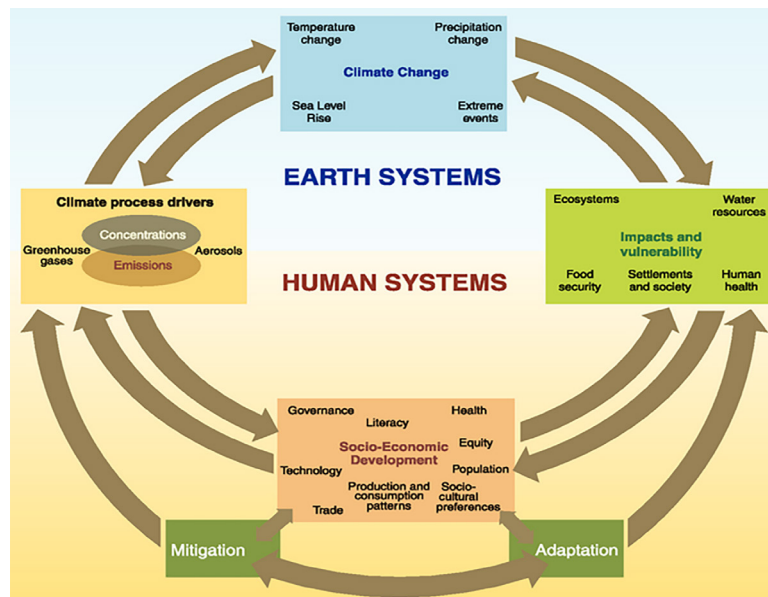 Temperature
change
Precipitation
change
Climate Change
Sea Level
Rise
Extreme
events
EARTH SYSTEMS
Climate process drivers
Concentrations
Greenhouse
gases
Aerosols
Emissions
Ecosystems
Water
resources
Impacts and
vulnerability
Food
security
Settlements
and society
Human
health
HUMAN SYSTEMS
Governance
Literacy
Health
Socio-Economic
Development
Equity
Technology
Population
Production and
consumption
patterns
Socio-
cultural
preferences
Trade
Mitigation
Adaptation